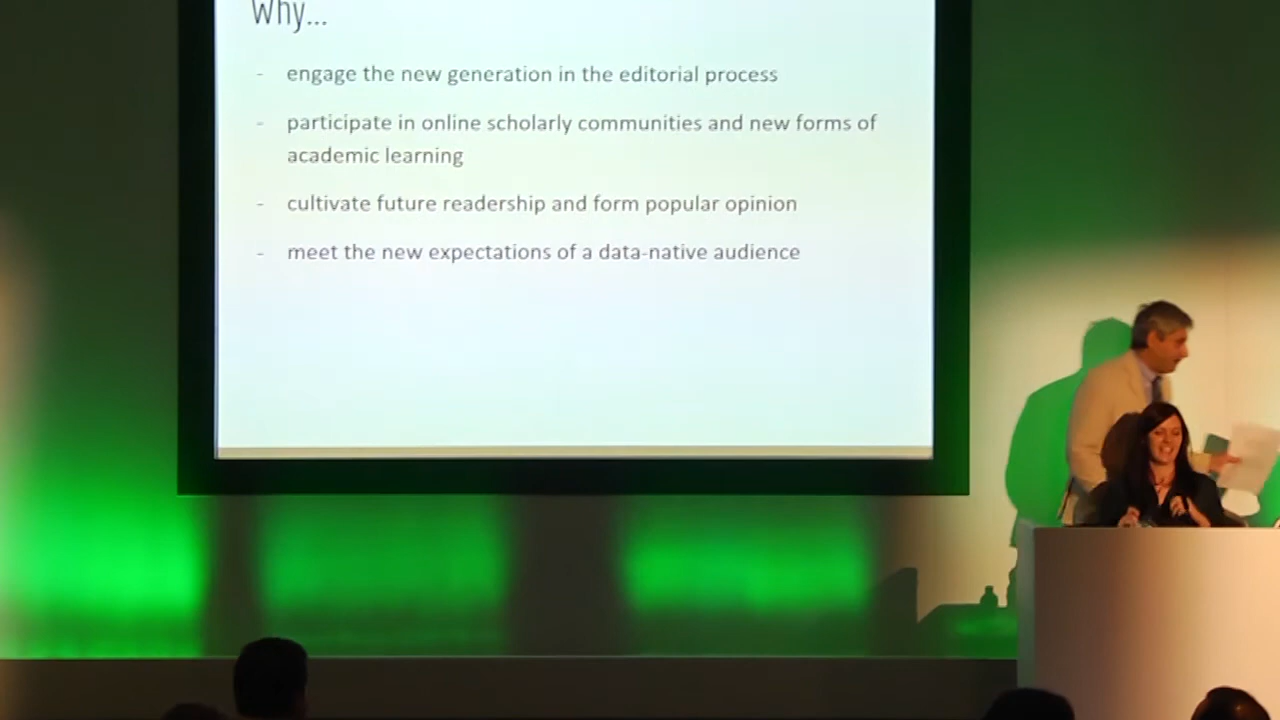 Why...
- engage the new generation in the editorial process
- participate in online scholarly communities and new forms of
academic learning
- cultivate future readership and form popular opinion
- meet the new expectations of a data-native audience